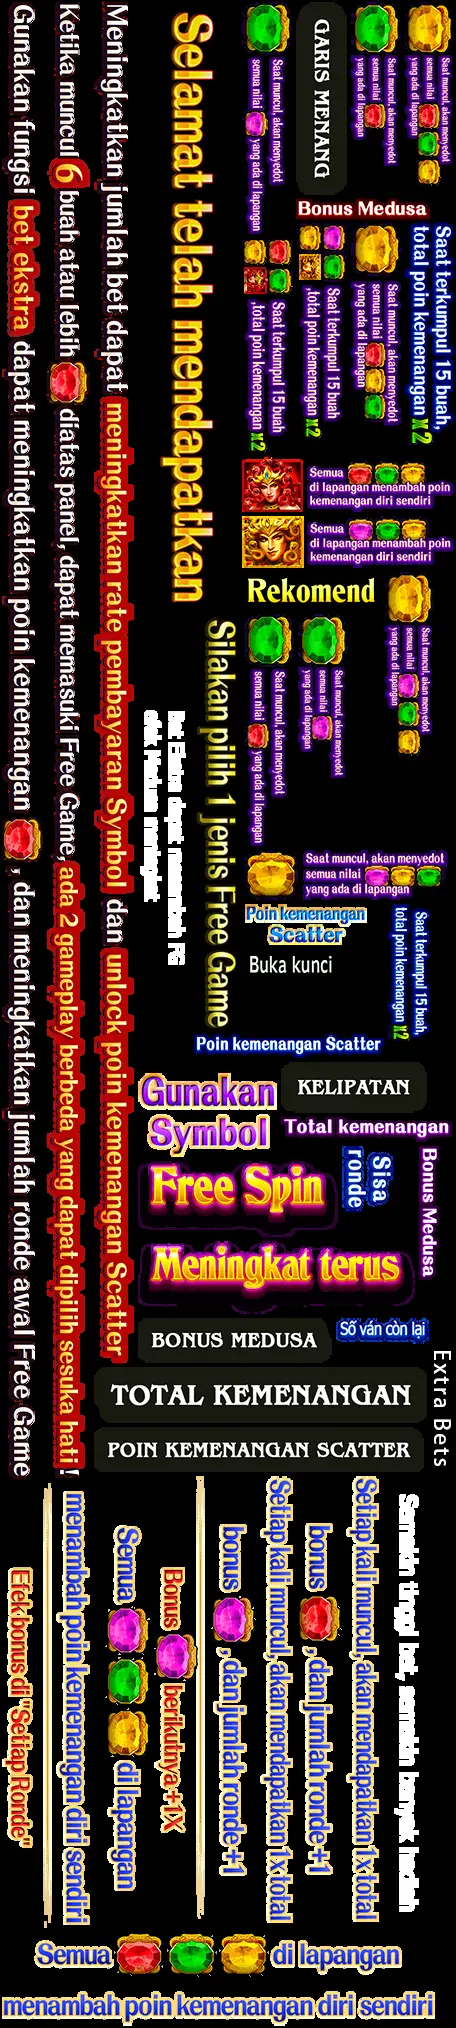 Saat muncul, akan menyedot
semua nilai yang ada di lapangan
GARIS MENANG
Saat muncul, akan menyedot
semua nilai
yang ada di lapangan
Saat muncul, akan menyedot
semua nilai
yang ada di lapangan
Bonus Medusa
Saat terkumpul 15 buah,
total poin kemenangan x2
Saat muncul, akan menyedot
semua nilai
yang ada di lapangan
Saat terkumpul 15 buah
,total poin kemenangan x2
Saat terkumpul 15 buah
,total poin kemenangan x2
Selamat telah mendapatkan
Meningkatkan jumlah bet dapat meningkatkan rate pembayaran Symbol dan unlock poin kemenangan Scatter
Ketika muncul 6 buah atau lebih diatas panel, dapat memasuki Free Game, ada 2 gameplay berbeda yang dapat dipilih sesuka hati !
Gunakan fungsi bet ekstra dapat meningkatkan poin kemenangan , dan meningkatkan jumlah ronde awal Free Game
Semua
di lapangan menambah poin
kemenangan diri sendiri
Semua
di lapangan menambah poin
kemenangan diri sendiri
Rekomend
Silakan pilih 1 jenis Free Game
Saat muncul, akan menyedot
semua nilai yang ada di lapangan
Saat muncul, akan menyedot
semua nilai
yang ada di lapangan
Saat muncul, akan menyedot
semua nilai
yang ada di lapangan
Saat muncul, akan menyedot
semua nilai
yang ada di lapangan
Poin kemenangan
Scatter
Buka kunci
Saat terkumpul 15 buah,
total poin kemenangan x2
Poin kemenangan Scatter
Gunakan
Symbol
KELIPATAN
Total kemenangan
Free Spin
Sisa
ronde
Bonus Medusa
Meningkat terus
BONUS MEDUSA
Số ván còn lại
Extra Bets
TOTAL KEMENANGAN
POIN KEMENANGAN SCATTER
Semakin tinggi bet, semakin banyak hadiah
Setiap kali muncul, akan mendapatkan 1x total
bonus , dan jumlah ronde+1
Setiap kali muncul, akan mendapatkan 1x total
bonus , dan jumlah ronde+1
Bonus berikutnya +1X
Semua di lapangan
menambah poin kemenangan diri sendiri
Efek bonus di "Setiap Ronde"
Semua di lapangan
menambah poin kemenangan diri sendiri